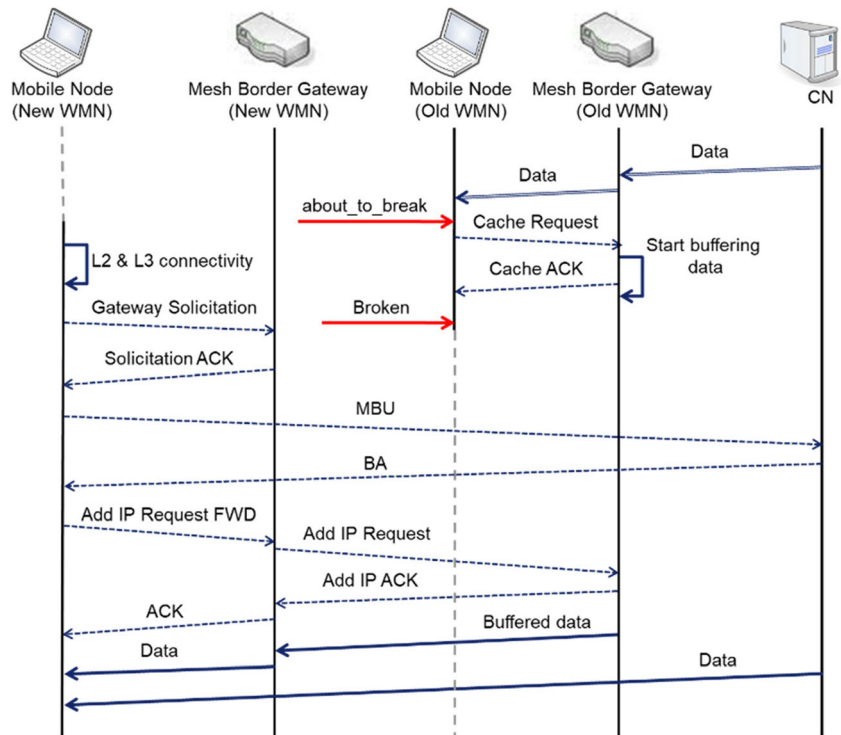 Mobile Node
(New WMN)
Mesh Border Gateway
(New WMN)
Mobile Node
(Old WMN)
Mesh Border Gateway
(Old WMN)
CN
Data
Data
about_to_break
Cache Request
Start buffering
data
L2 & L3 connectivity
Cache ACK
Gateway Solicitation
Broken
Solicitation ACK
MBU
BA
Add IP Request FWD
Add IP Request
Add IP ACK
ACK
Buffered data
Data
Data